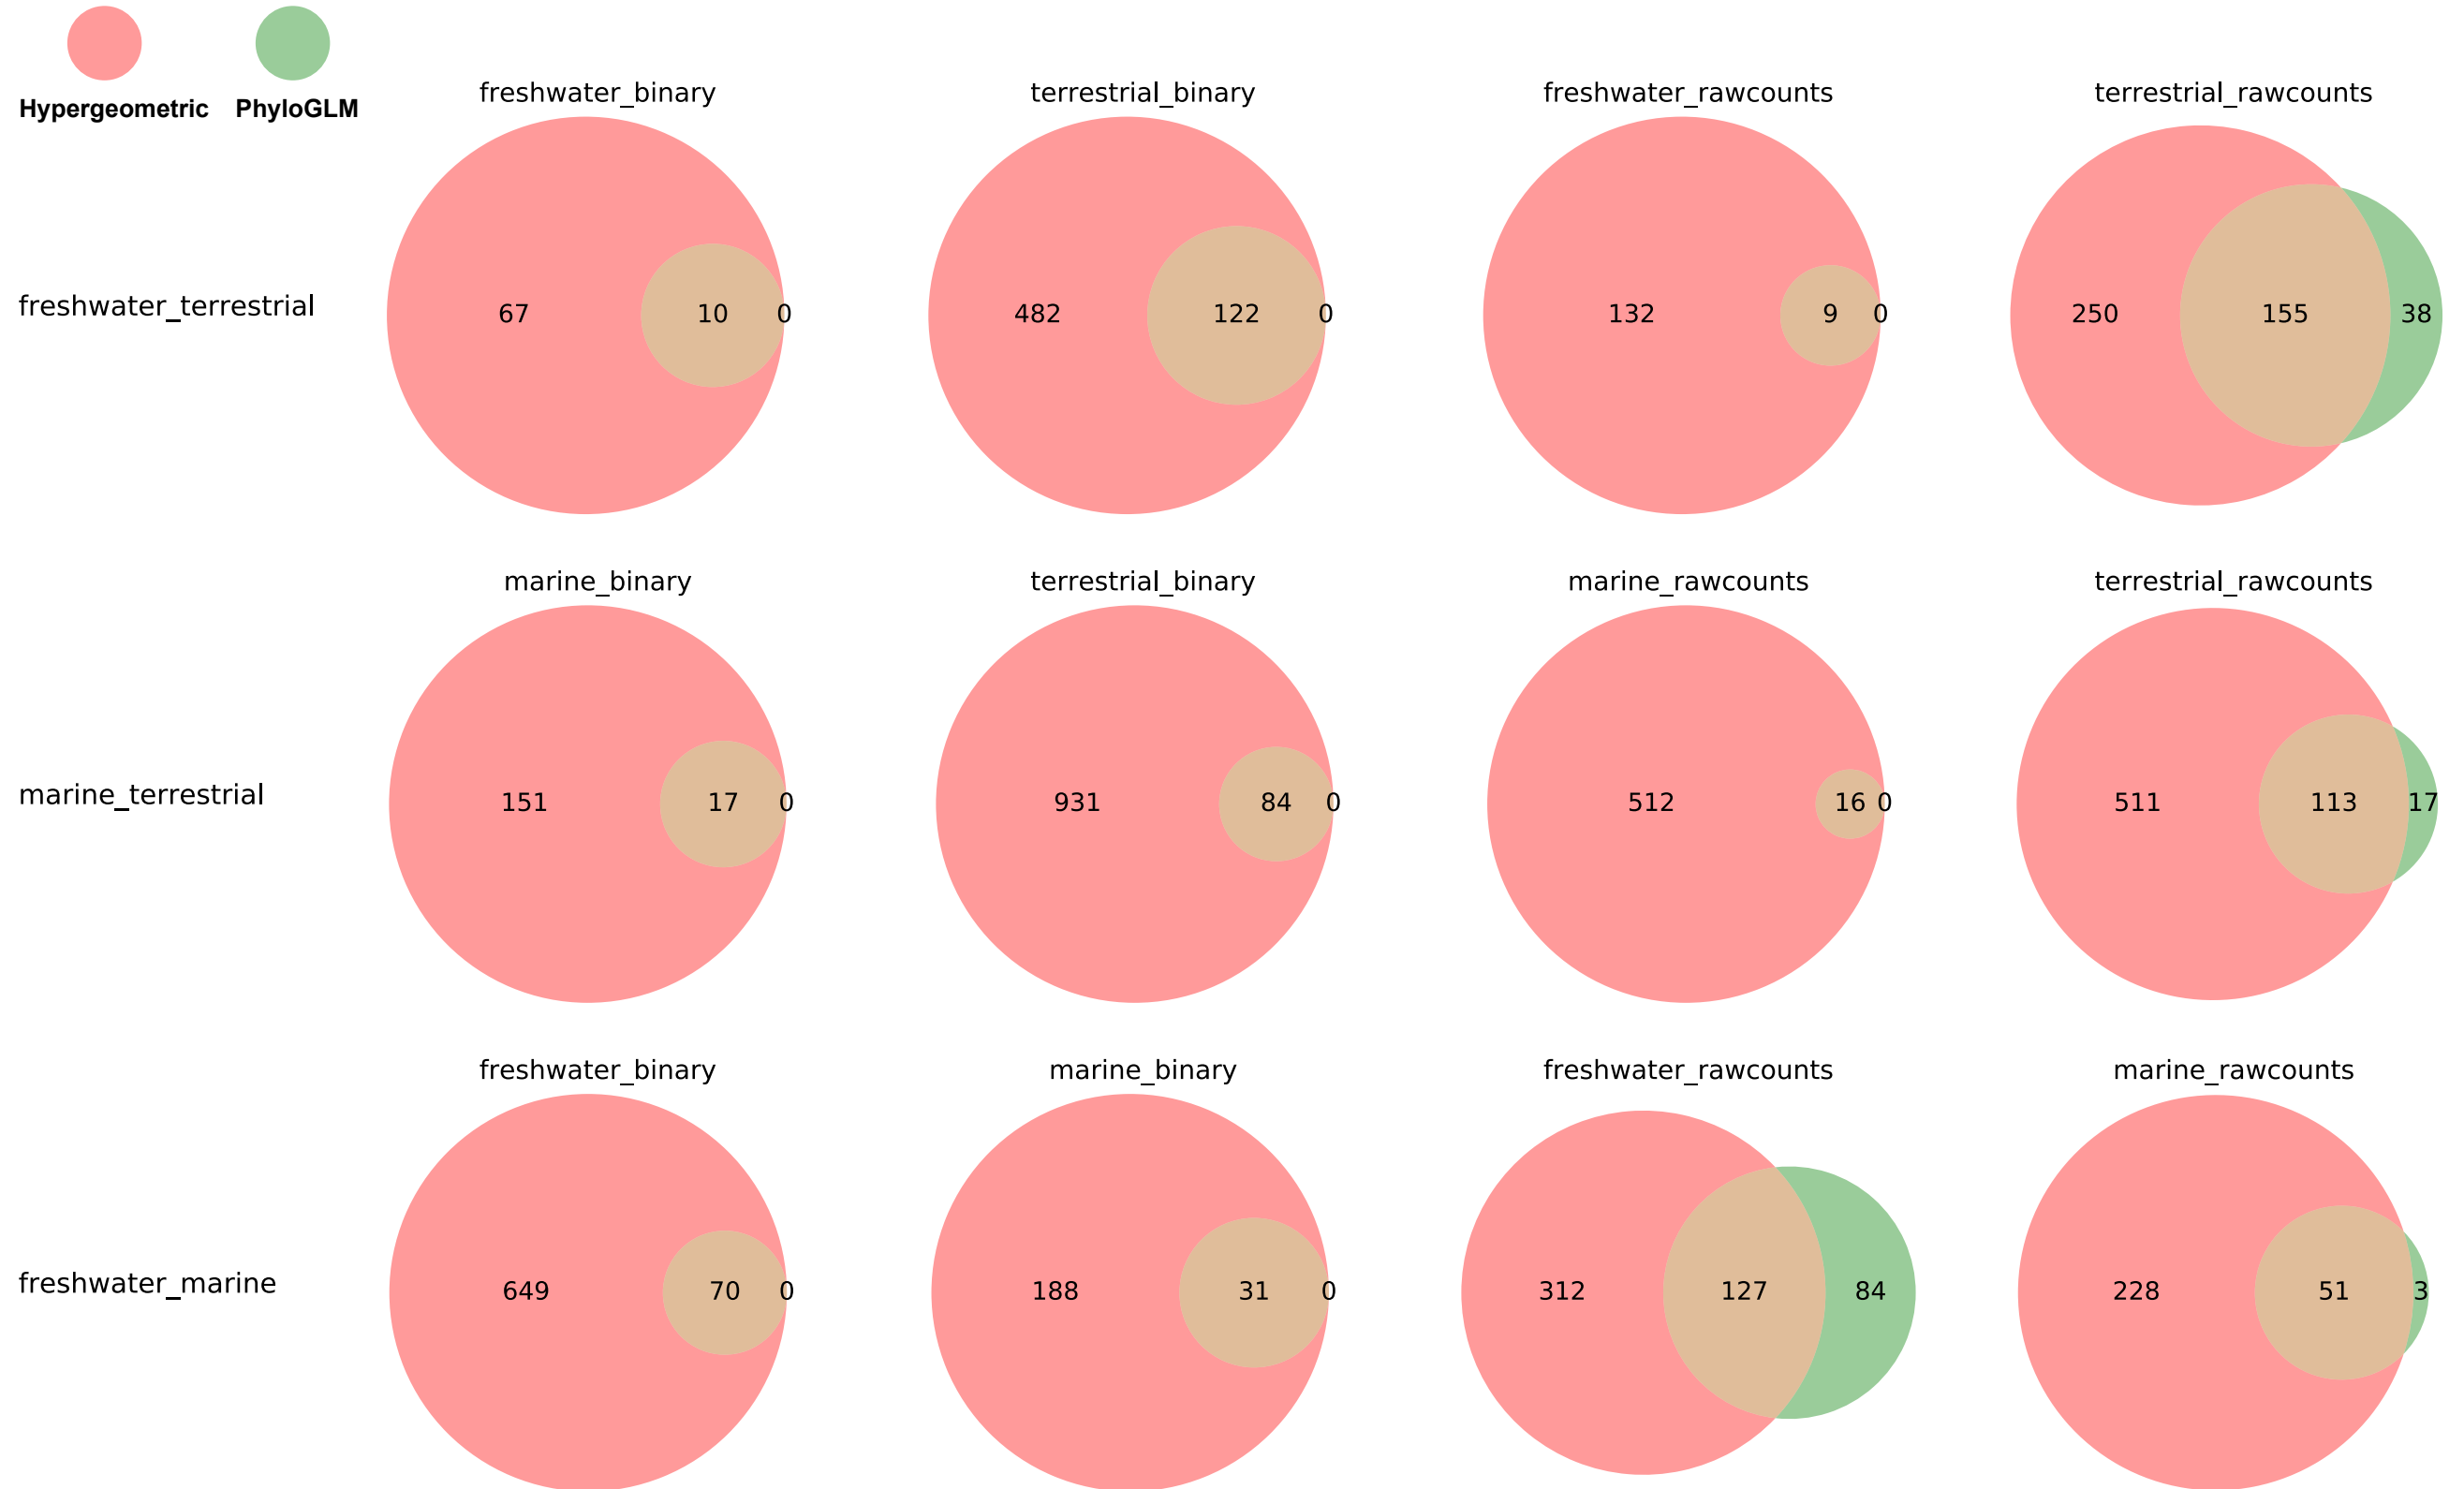 Hypergeometric PhyloGLM
freshwater_binary terrestrial_binary freshwater_rawcounts terrestrial_rawcounts
freshwater_terrestrial 67 10 0 482 122 0 132 9 0 250 155 38
marine_binary terrestrial_binary marine_rawcounts terrestrial_rawcounts
marine_terrestrial 151 17 0 931 84 0 512 16 0 511 113 17
freshwater_binary marine_binary freshwater_rawcounts marine_rawcounts
freshwater_marine 649 70 0 188 31 0 312 127 84 228 51 3